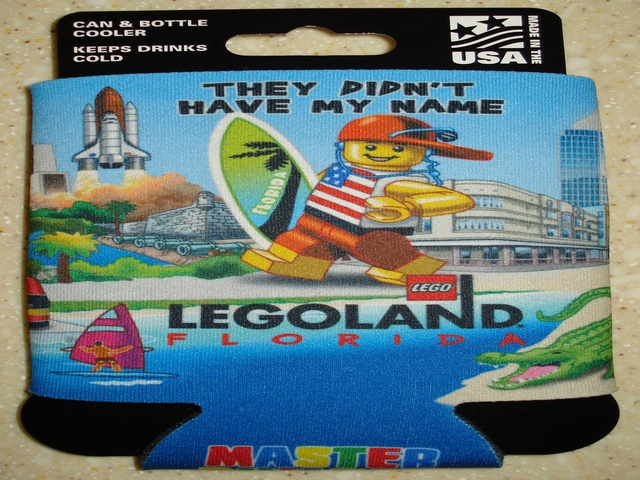 CAN & BOTTLE
COOLER
KEEPS DRINKS
COLD
MADE IN THE
USA
THEY DIDN'T
HAVE MY NAME
FLORIDA
LEGO
LEGOLAND
FLORIDA
MASTER